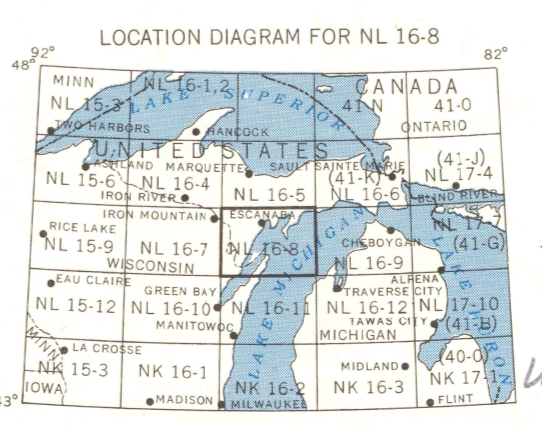 LOCATION DIAGRAM FOR NL 16-8
92° 82°
48°
MINN NL 16-1,2 CANADA
NL 15-3 LAKE SUPERIOR 41-N 41-O
TWO HARBORS HANCOCK ONTARIO
UNITED STATES
ASHLAND MARQUETTE SAULT SAINTE MARIE (41-J)
NL 15-6 NL 16-4 (41-K) NL 17-4
IRON RIVER NL 16-5 NL 16-6 BLIND RIVER
IRON MOUNTAIN ESCANABA NL 17-7
RICE LAKE CHEBOYGAN (41-G)
NL 15-9 NL 16-7 NL 16-8 NL 16-9
WISCONSIN LAKE MICHIGAN LAKE HURON
EAU CLAIRE GREEN BAY ALPENA
TRAVERSE CITY
NL 15-12 NL 16-10 NL 16-11 NL 16-12 NL 17-10
MANITOWOC TAWAS CITY (41-B)
MICHIGAN
MINN LA CROSSE (40-O)
NK 15-3 NK 16-1 NK 16-2 MIDLAND NK 17-1
IOWA NK 16-3
MADISON MILWAUKEE FLINT